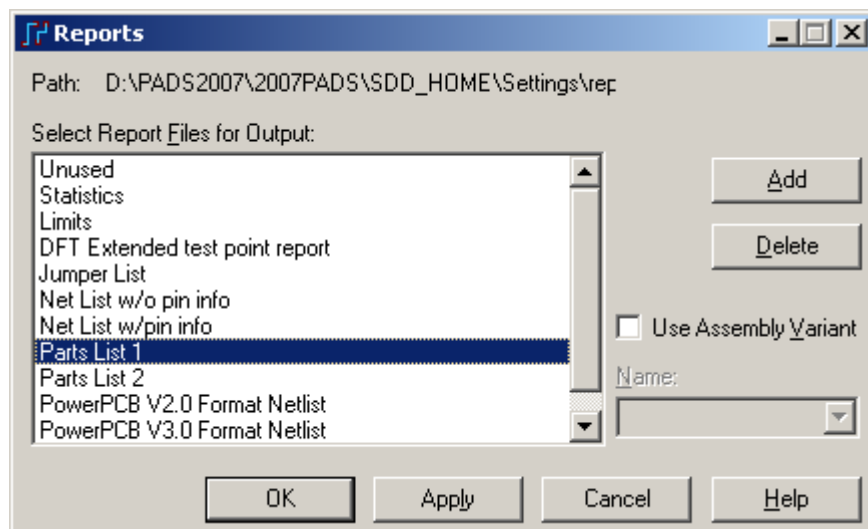 Reports
Path: D:\PADS2007\2007PADS\SDD_HOME\Settings\rep
Select Report Files for Output:
Unused
Statistics
Limits
DFT Extended test point report
Jumper List
Net List w/o pin info
Net List w/pin info
Parts List 1
Parts List 2
PowerPCB V2.0 Format Netlist
PowerPCB V3.0 Format Netlist
Add
Delete
Use Assembly Variant
Name:
OK Apply Cancel Help